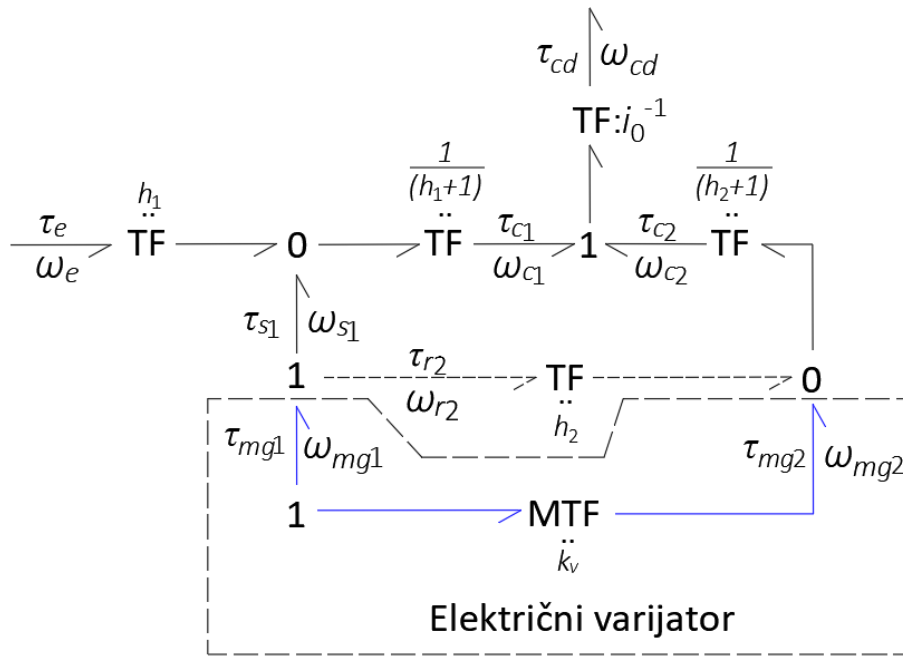 τcd ωcd
TF:i₀⁻¹
h₁ 1/(h₁+1) 1/(h₂+1)
τe TF 0 TF τc1 1 τc2 TF
ωe ωc1 ωc2
τs1 ωs1
1 τr2 TF 0
ωr2 h₂
τmg1 ωmg1 τmg2 ωmg2
1 MTF
kv
Elektrićni varijator